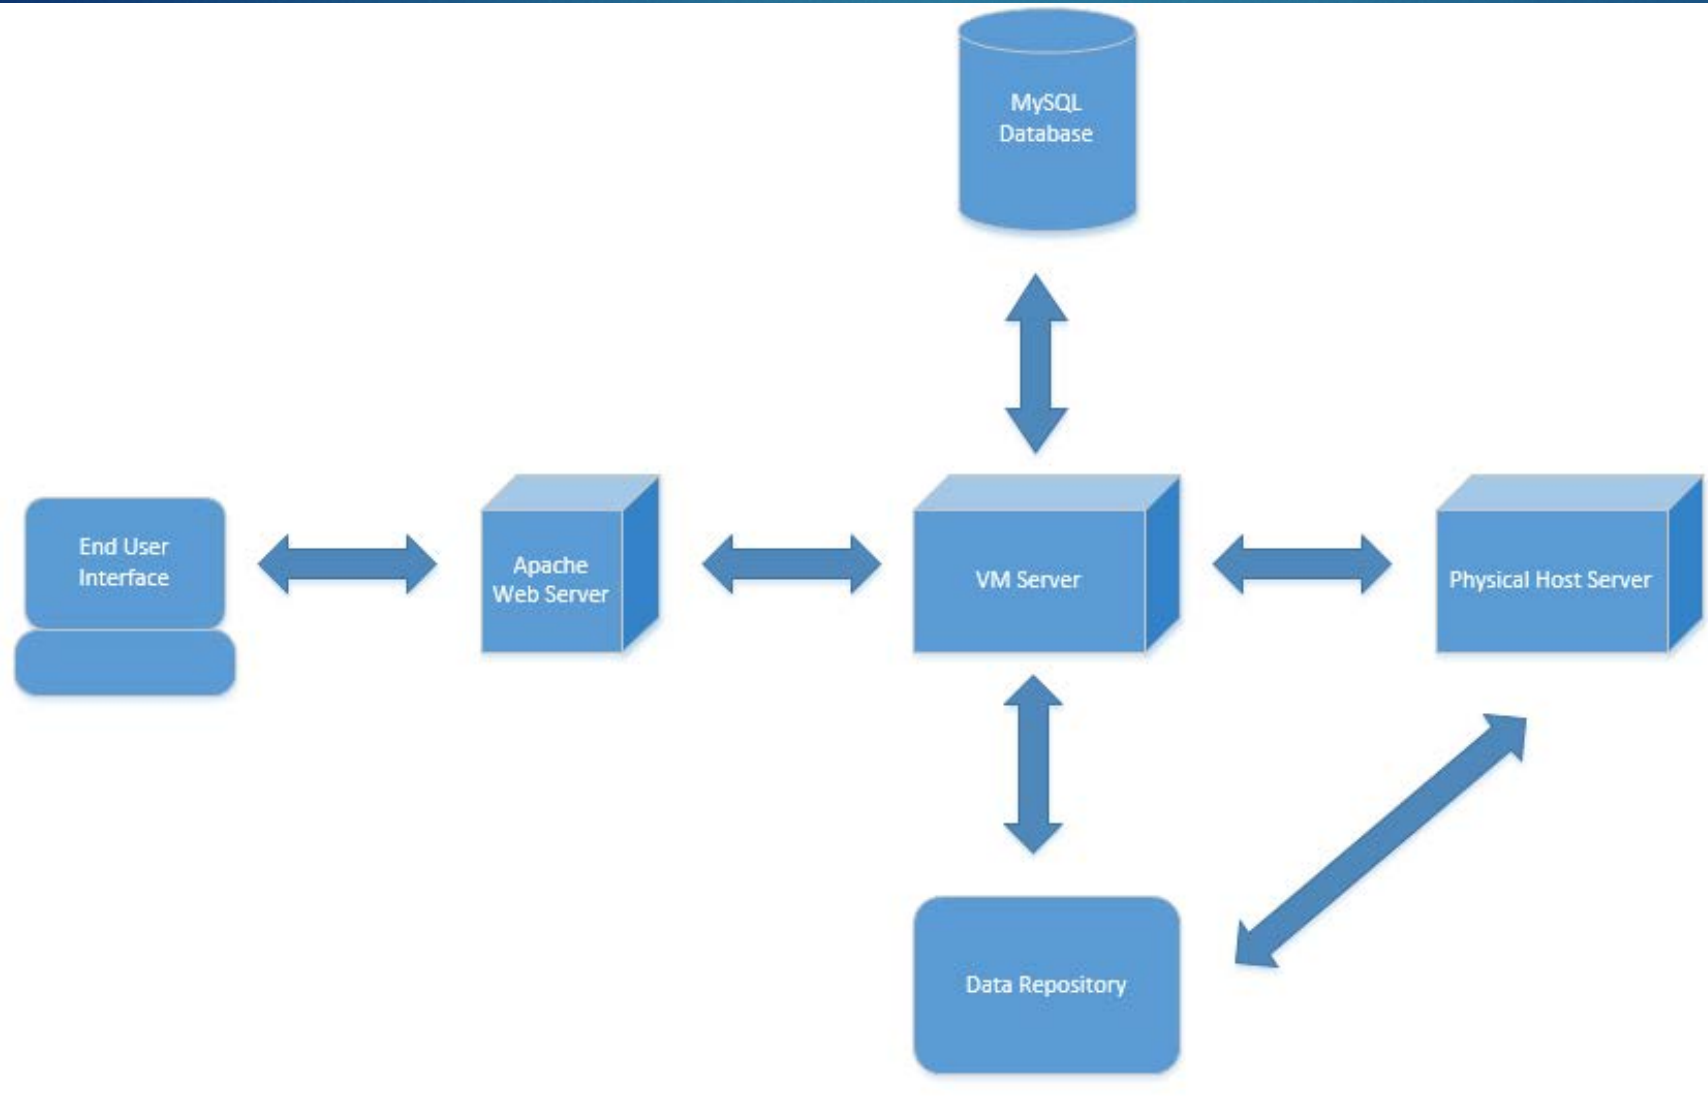 MySQL
Database
End User
Interface
Apache
Web Server
VM Server
Physical Host Server
Data Repository